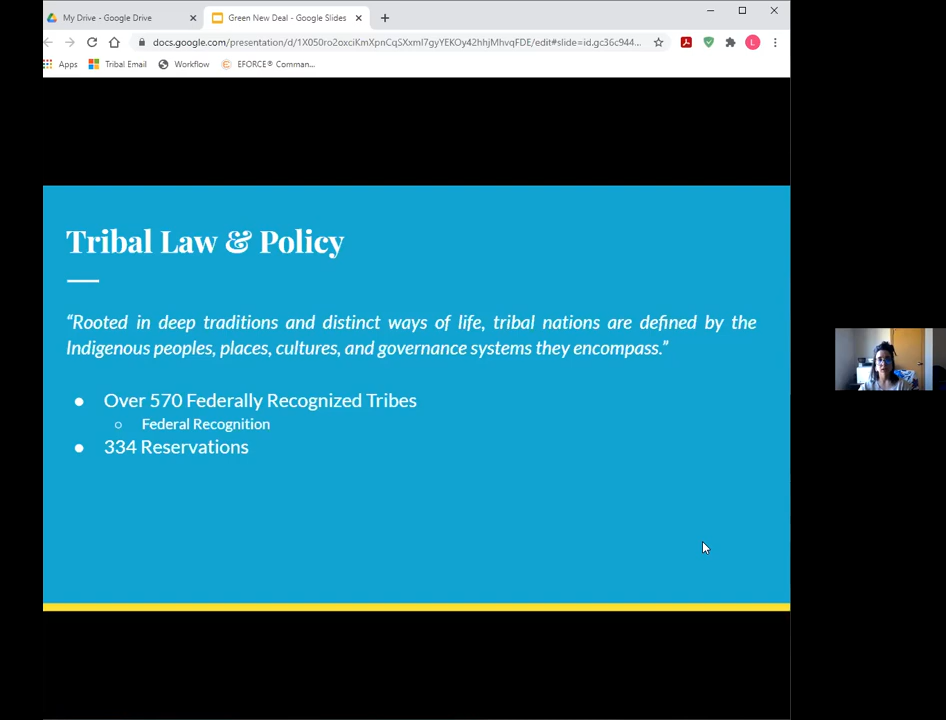 My Drive - Google Drive
Green New Deal - Google Slides
docs.google.com/presentation/d/1X050ro2oxciKmXpnCqSXxml7gyYEKOy42hhjMhvqFDE/edit#slide=id.gc36c944...
L
Apps
Tribal Email
Workflow
EFORCE® Comman...
Tribal Law & Policy
“Rooted in deep traditions and distinct ways of life, tribal nations are defined by the
Indigenous peoples, places, cultures, and governance systems they encompass.”
● Over 570 Federally Recognized Tribes
○ Federal Recognition
● 334 Reservations